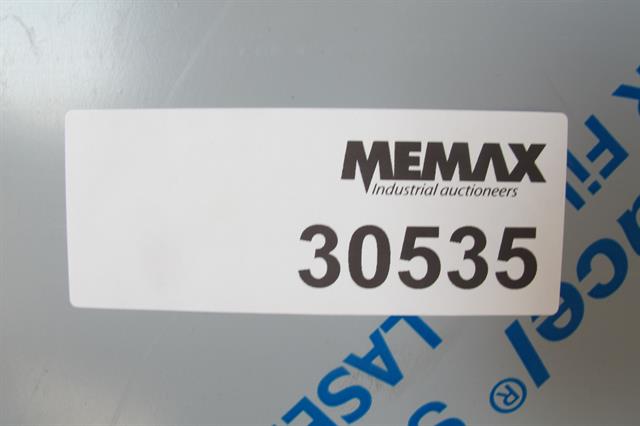 MEMAX
Industrial auctioneers
30535
LASE